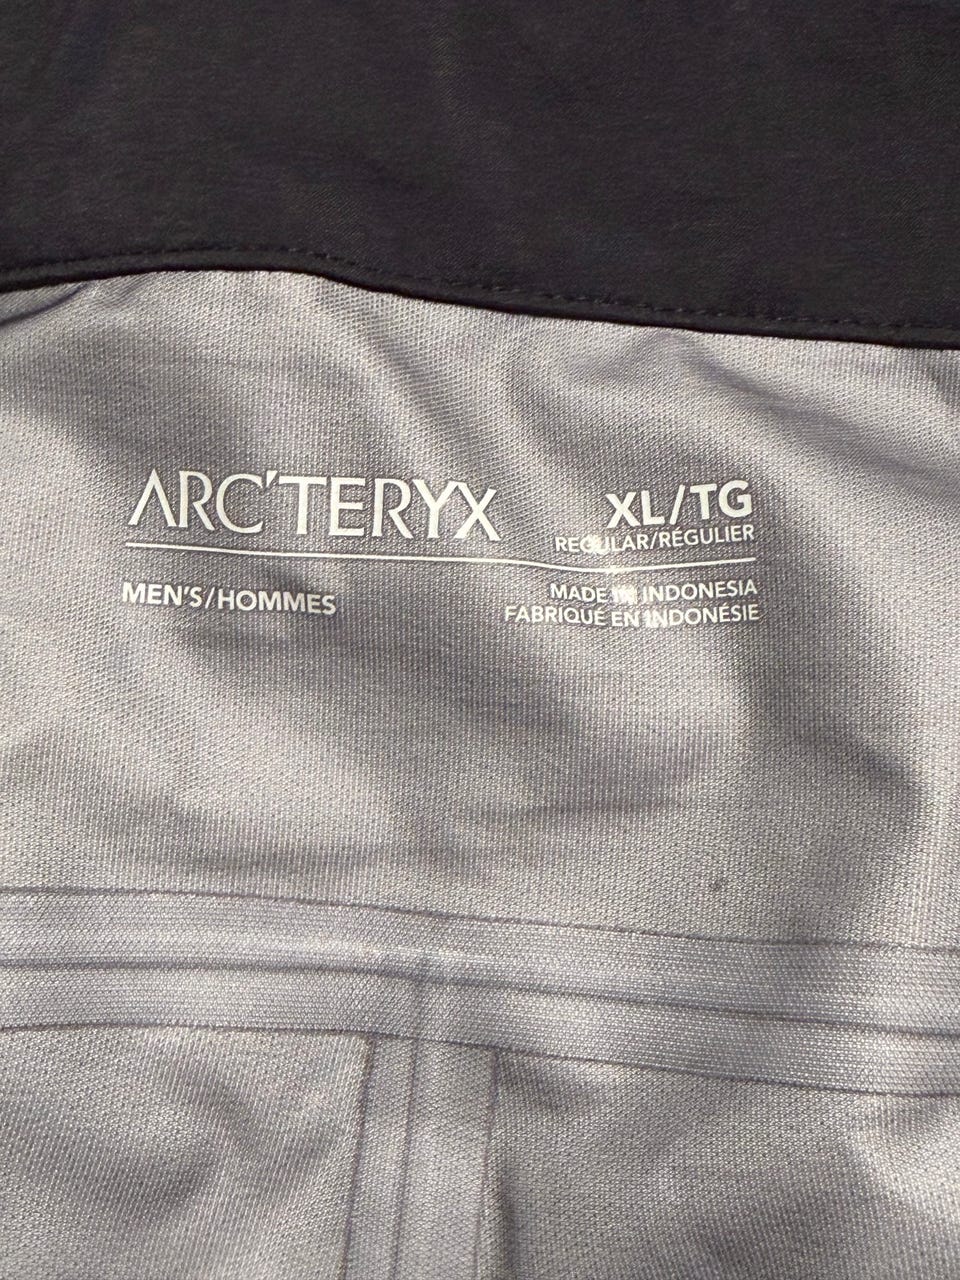 ARC'TERYX
XL/TG
REGULAR/RÉGULIER
MEN'S/HOMMES
MADE IN INDONESIA
FABRIQUÉ EN INDONÉSIE